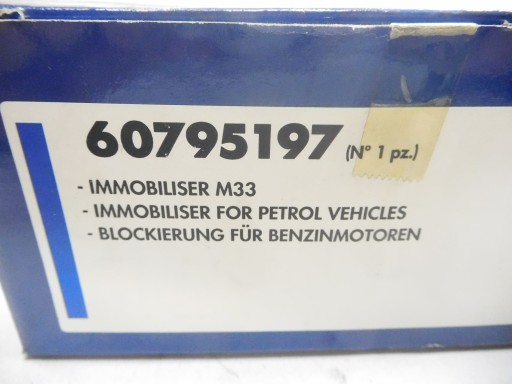 60795197 (N° 1 pz.)
- IMMOBILISER M33
- IMMOBILISER FOR PETROL VEHICLES
- BLOCKIERUNG FÜR BENZINMOTOREN